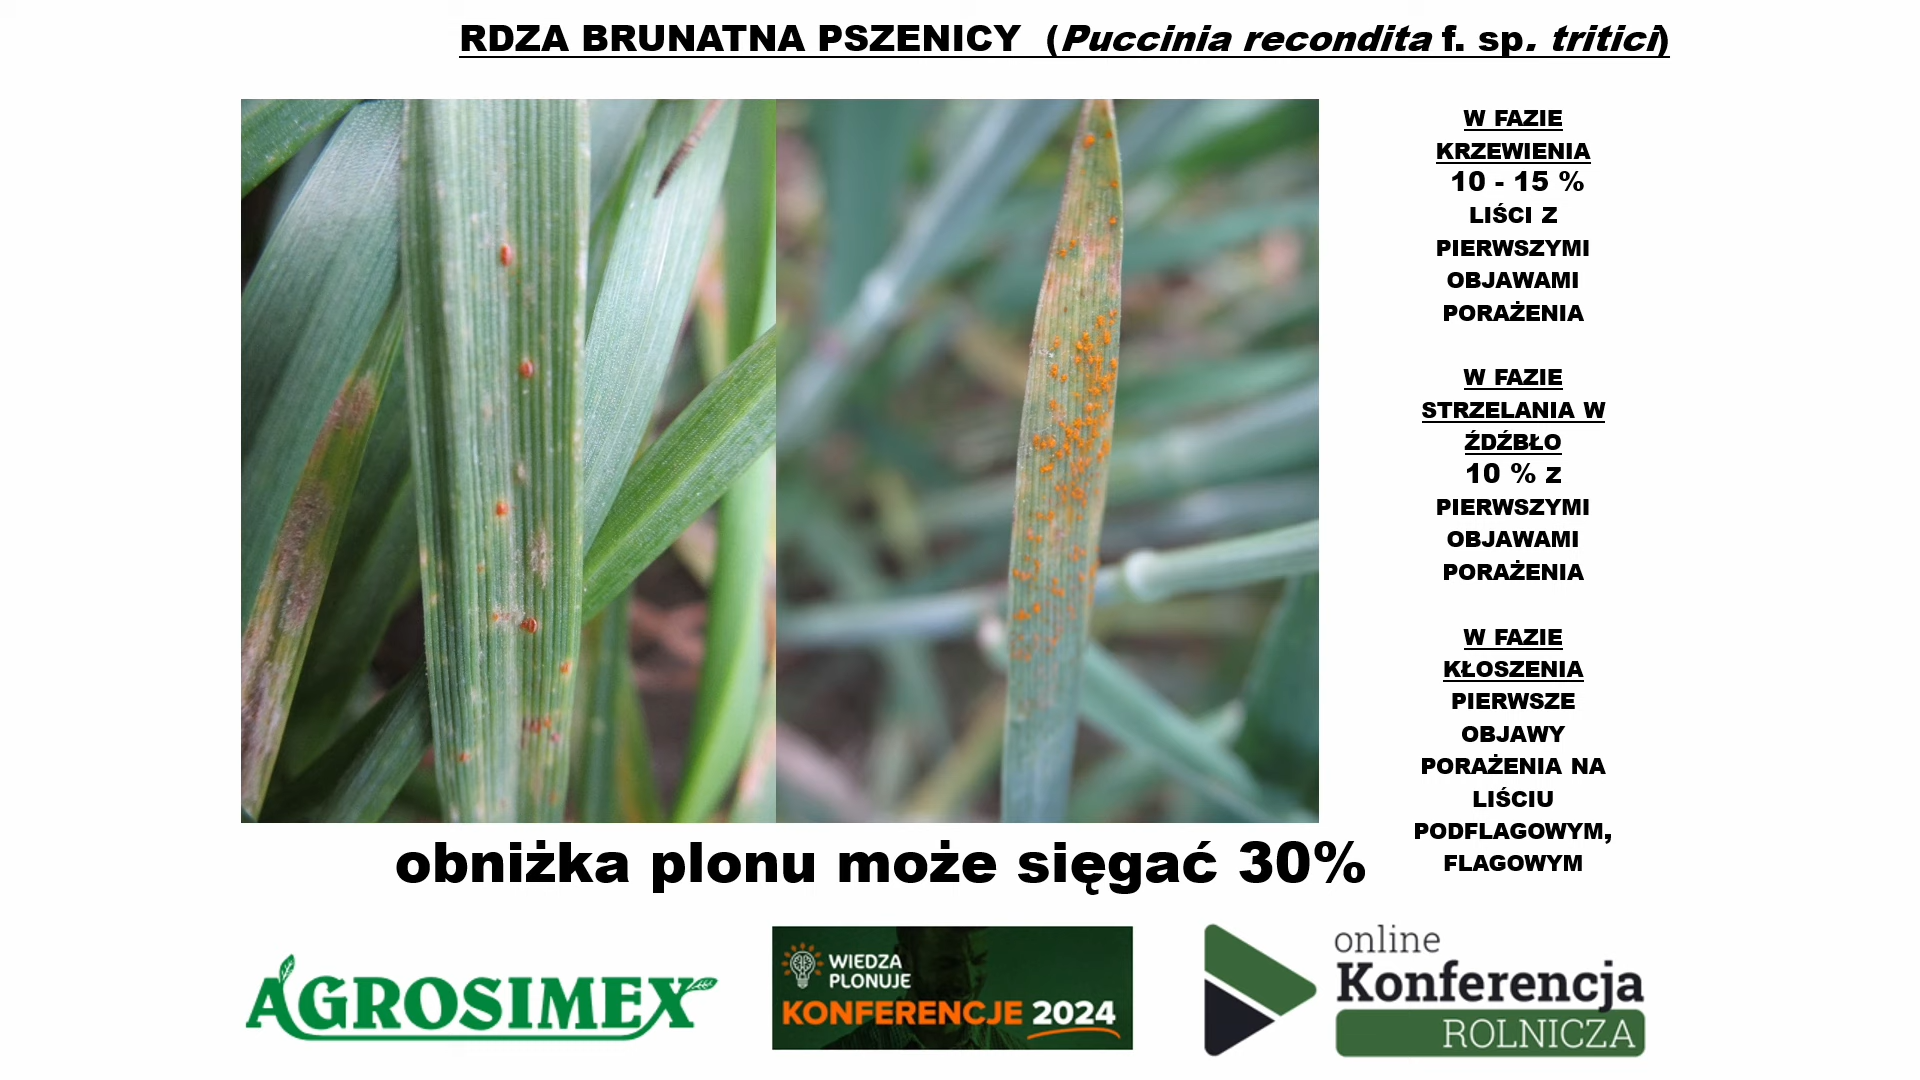 RDZA BRUNATNA PSZENICY (Puccinia recondita f. sp. tritici)
W FAZIE
KRZEWIENIA
10 - 15 %
LIŚCI Z
PIERWSZYMI
OBJAWAMI
PORAŻENIA
W FAZIE
STRZELANIA W
ŹDŹBŁO
10 % z
PIERWSZYMI
OBJAWAMI
PORAŻENIA
W FAZIE
KŁOSZENIA
PIERWSZE
OBJAWY
PORAŻENIA NA
LIŚCIU
PODFLAGOWYM,
FLAGOWYM
obniżka plonu może sięgać 30%
AGROSIMEX
WIEDZA
PLONUJE
KONFERENCJE 2024
online
Konferencja
ROLNICZA